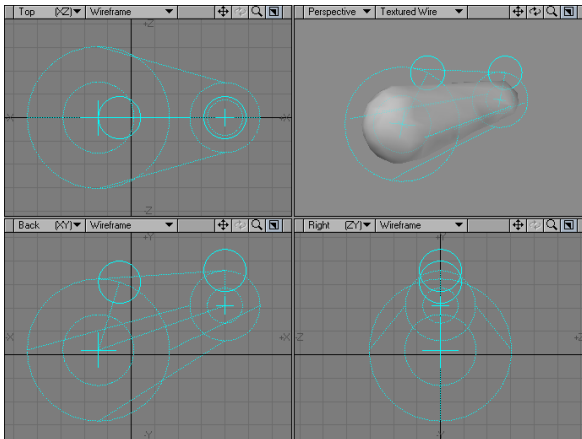 Top (XZ) Wireframe
Perspective Textured Wire
+Z
-X
-Z
Back (XY) Wireframe
Right (ZY) Wireframe
+Y
+Y
-X
+X
-Z
+Z
-Y
-Y